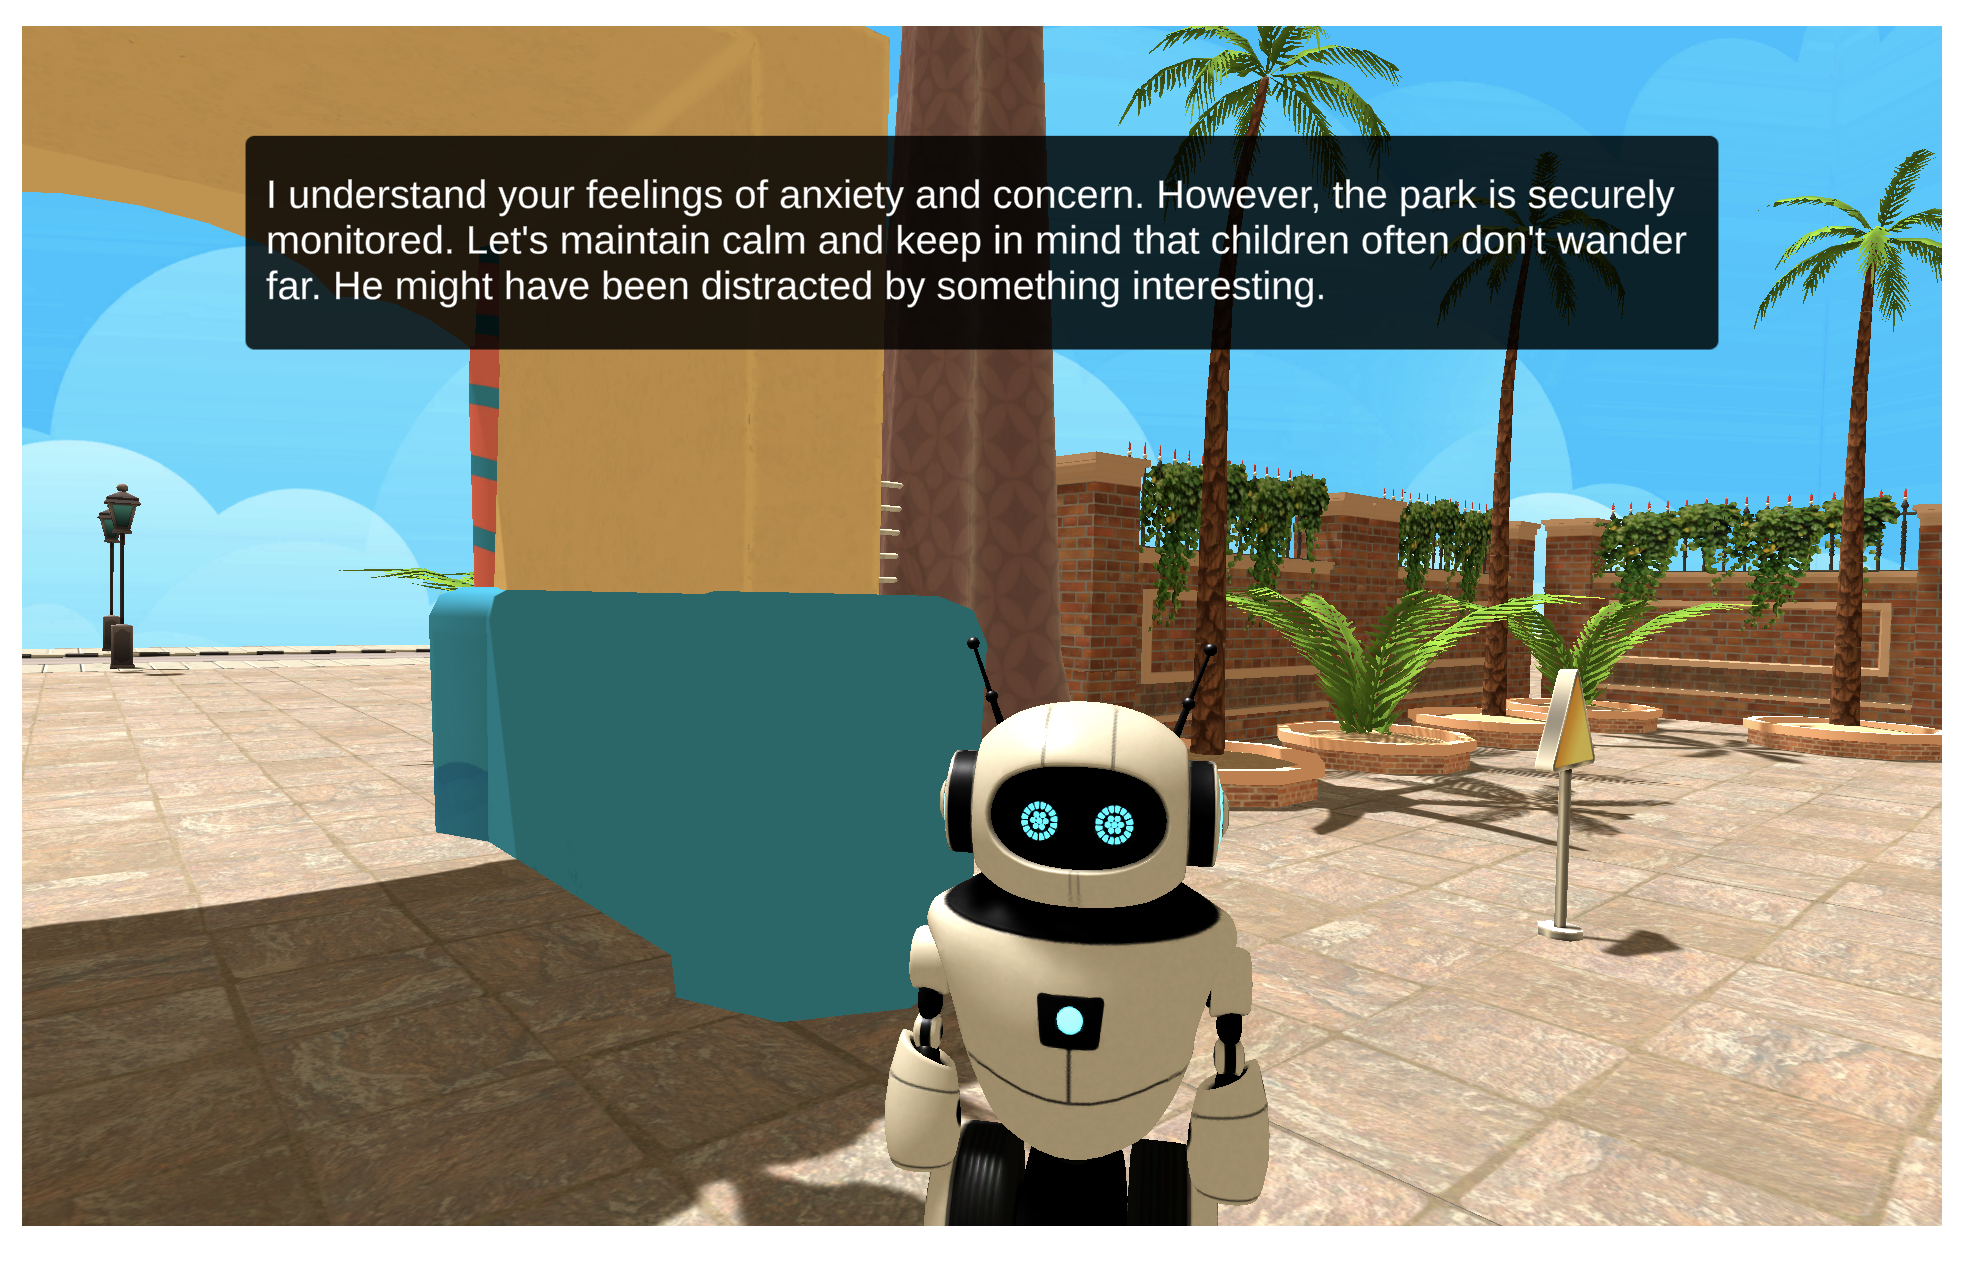 I understand your feelings of anxiety and concern. However, the park is securely
monitored. Let's maintain calm and keep in mind that children often don't wander
far. He might have been distracted by something interesting.